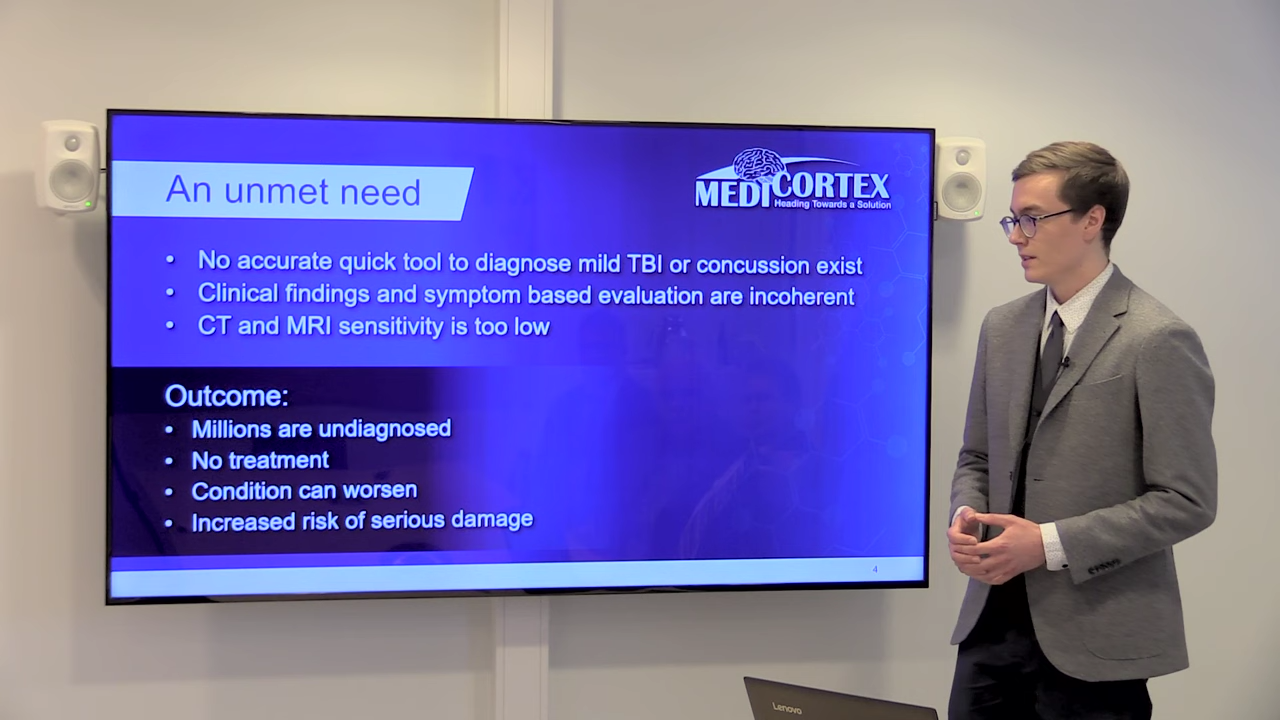 An unmet need
MEDICORTEX
Heading Towards a Solution
• No accurate quick tool to diagnose mild TBI or concussion exist
• Clinical findings and symptom based evaluation are incoherent
• CT and MRI sensitivity is too low
Outcome:
• Millions are undiagnosed
• No treatment
• Condition can worsen
• Increased risk of serious damage
4
Lenovo